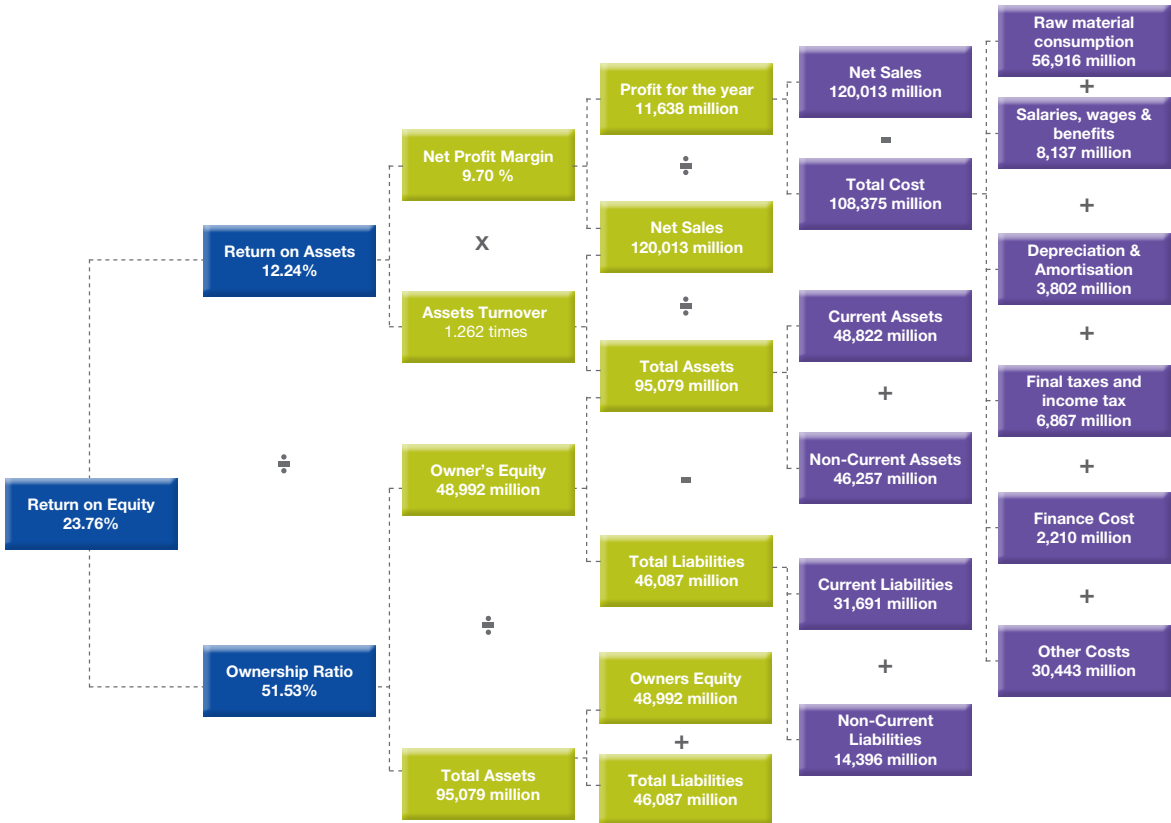 Return on Equity
23.76%
÷
Return on Assets
12.24%
Ownership Ratio
51.53%
Net Profit Margin
9.70 %
X
Assets Turnover
1.262 times
Owner’s Equity
48,992 million
÷
Total Assets
95,079 million
Profit for the year
11,638 million
÷
Net Sales
120,013 million
÷
Total Assets
95,079 million
-
Total Liabilities
46,087 million
Owners Equity
48,992 million
+
Total Liabilities
46,087 million
Net Sales
120,013 million
-
Total Cost
108,375 million
Current Assets
48,822 million
+
Non-Current Assets
46,257 million
Current Liabilities
31,691 million
+
Non-Current
Liabilities
14,396 million
Raw material
consumption
56,916 million
+
Salaries, wages &
benefits
8,137 million
+
Depreciation &
Amortisation
3,802 million
+
Final taxes and
income tax
6,867 million
+
Finance Cost
2,210 million
+
Other Costs
30,443 million